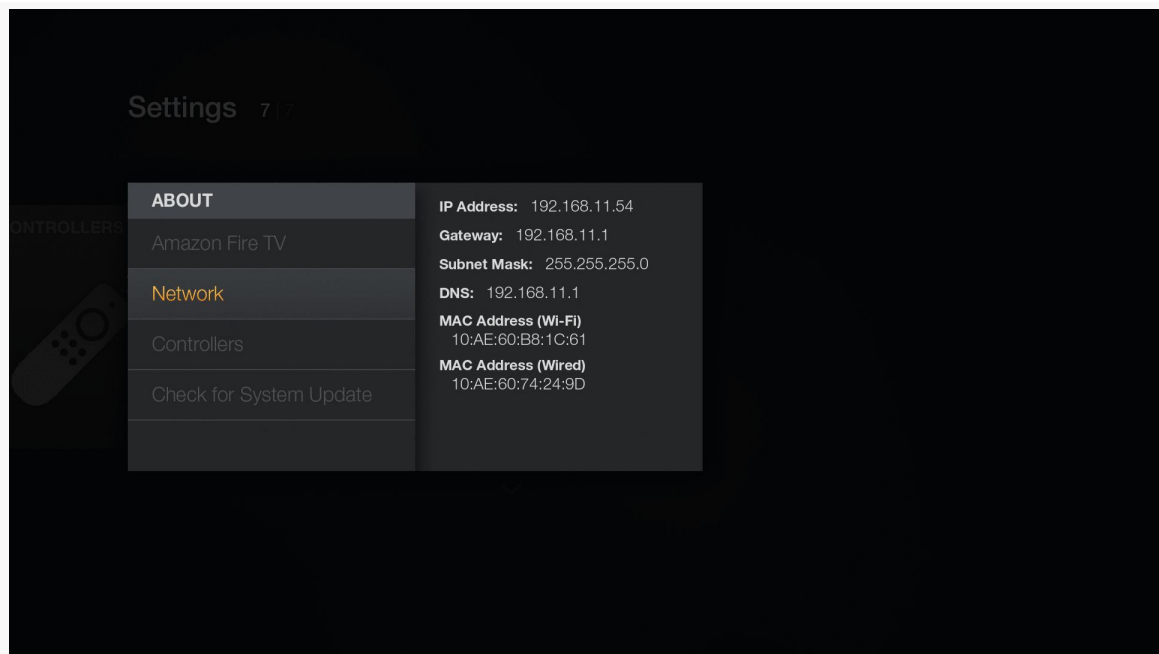 Settings 7 | 7
ONTROLLERS
ABOUT
Amazon Fire TV
Network
Controllers
Check for System Update
IP Address: 192.168.11.54
Gateway: 192.168.11.1
Subnet Mask: 255.255.255.0
DNS: 192.168.11.1
MAC Address (Wi-Fi)
10:AE:60:B8:1C:61
MAC Address (Wired)
10:AE:60:74:24:9D